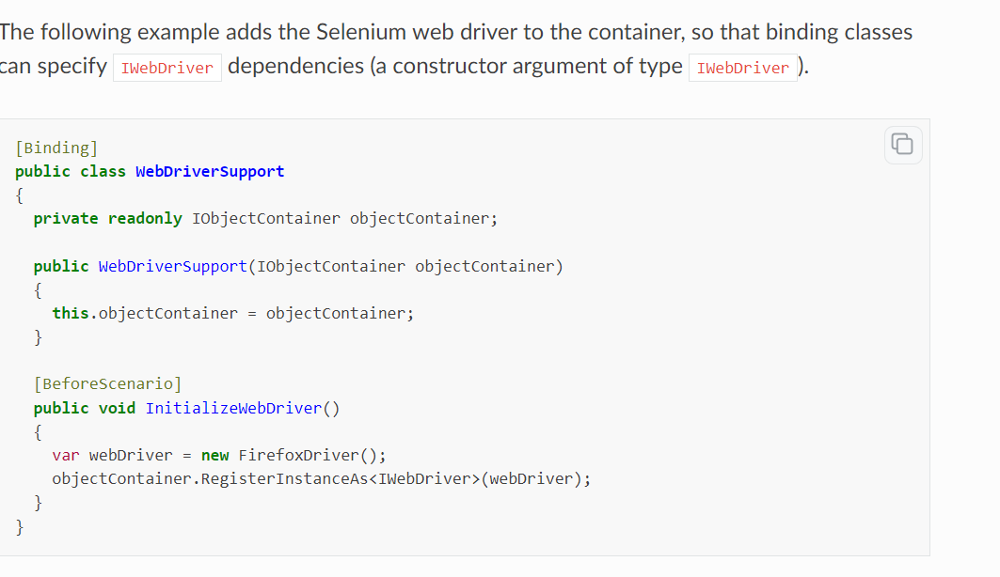 The following example adds the Selenium web driver to the container, so that binding classes
can specify IWebDriver dependencies (a constructor argument of type IWebDriver).
[Binding]
public class WebDriverSupport
{
  private readonly IObjectContainer objectContainer;

  public WebDriverSupport(IObjectContainer objectContainer)
  {
    this.objectContainer = objectContainer;
  }

  [BeforeScenario]
  public void InitializeWebDriver()
  {
    var webDriver = new FirefoxDriver();
    objectContainer.RegisterInstanceAs<IWebDriver>(webDriver);
  }
}